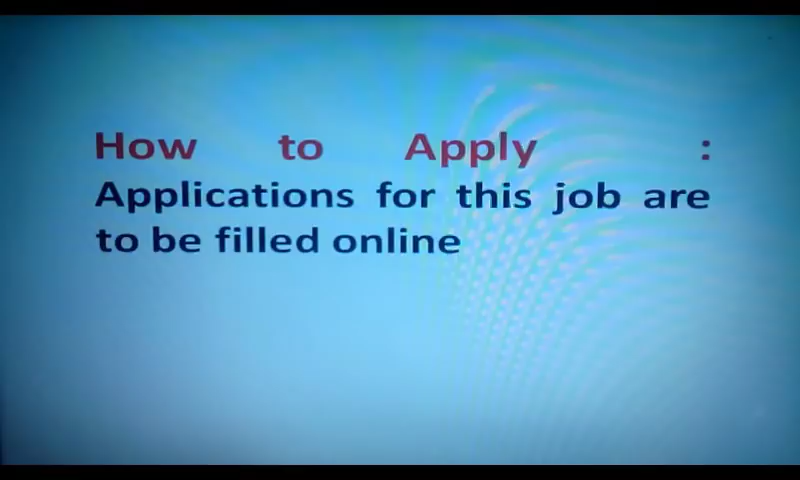 How to Apply :
Applications for this job are
to be filled online